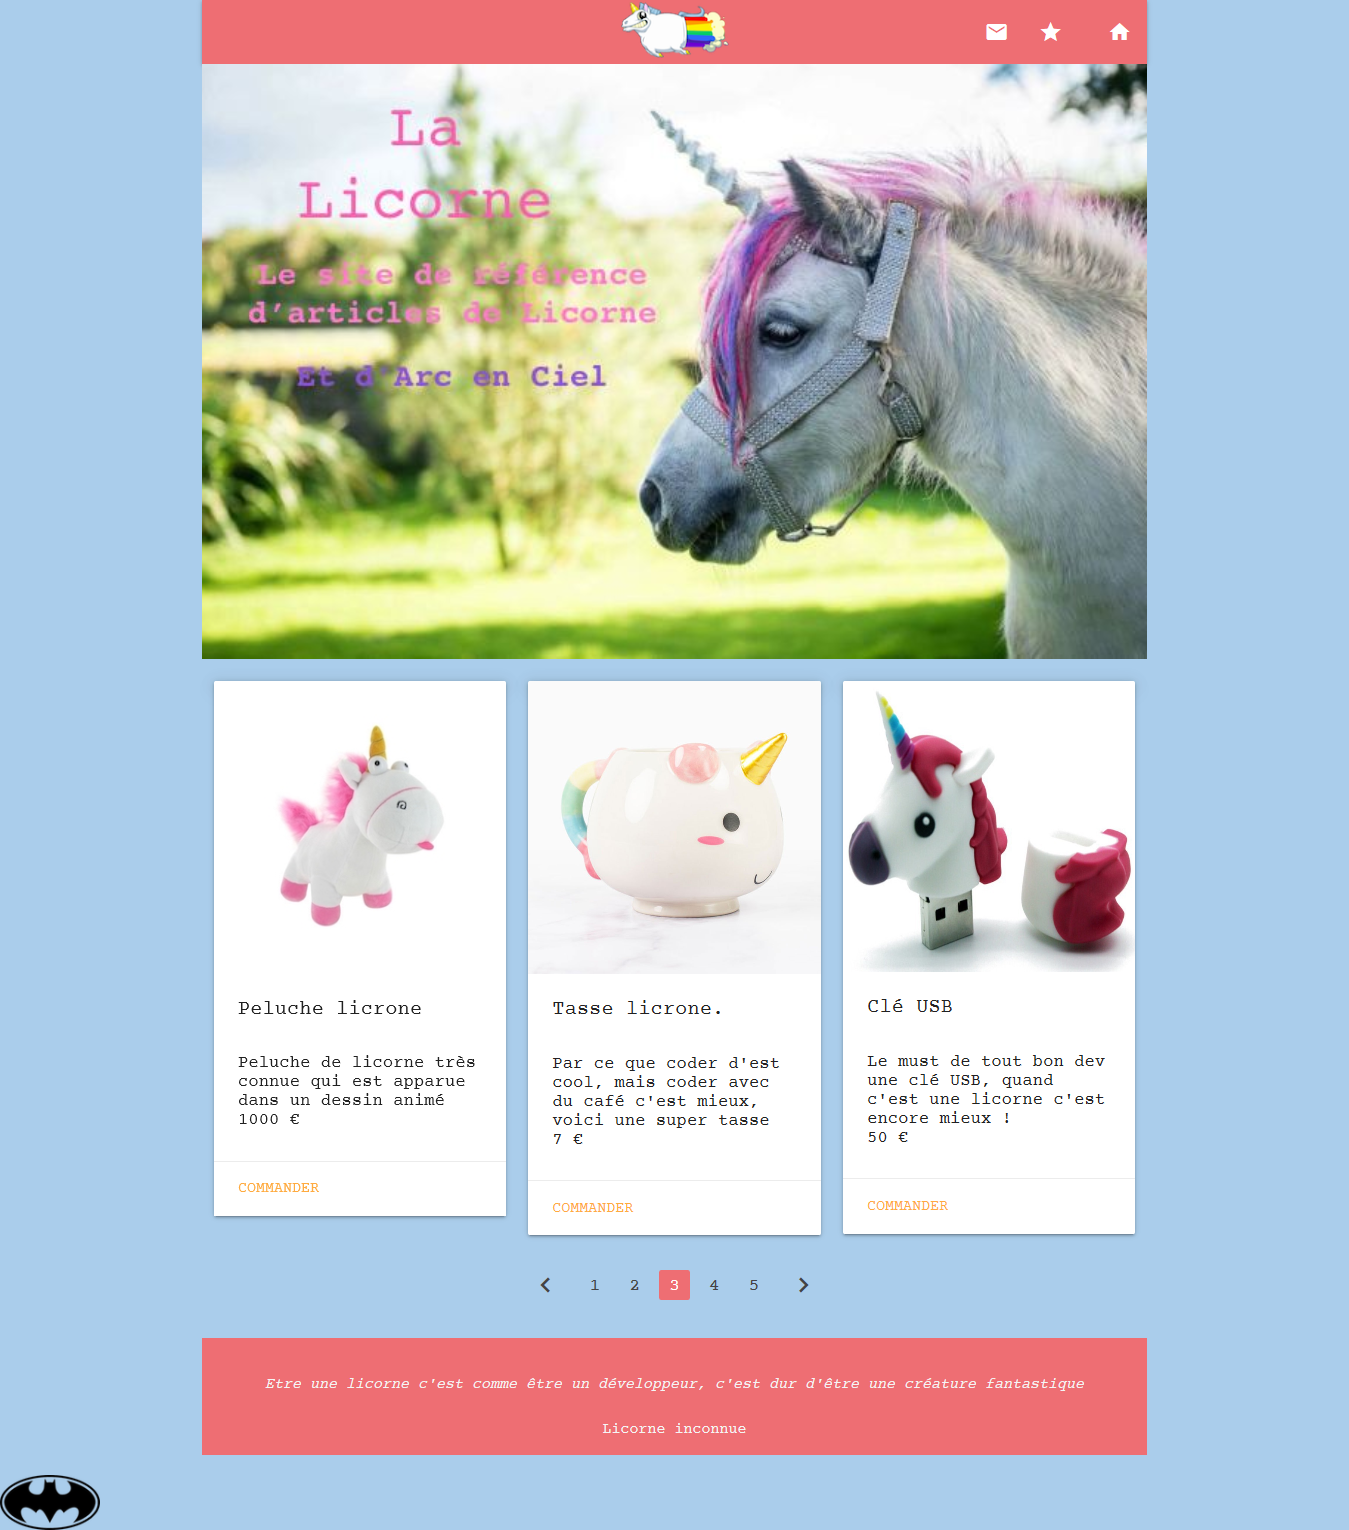 La
Licorne
Le site de référence
d’articles de Licorne
Et d'Arc en Ciel
Peluche licrone
Peluche de licorne très
connue qui est apparue
dans un dessin animé
1000 €
COMMANDER
Tasse licrone.
Par ce que coder d'est
cool, mais coder avec
du café c'est mieux,
voici une super tasse
7 €
COMMANDER
Clé USB
Le must de tout bon dev
une clé USB, quand
c'est une licorne c'est
encore mieux !
50 €
COMMANDER
1 2 3 4 5
Etre une licorne c'est comme être un développeur, c'est dur d'être une créature fantastique
Licorne inconnue